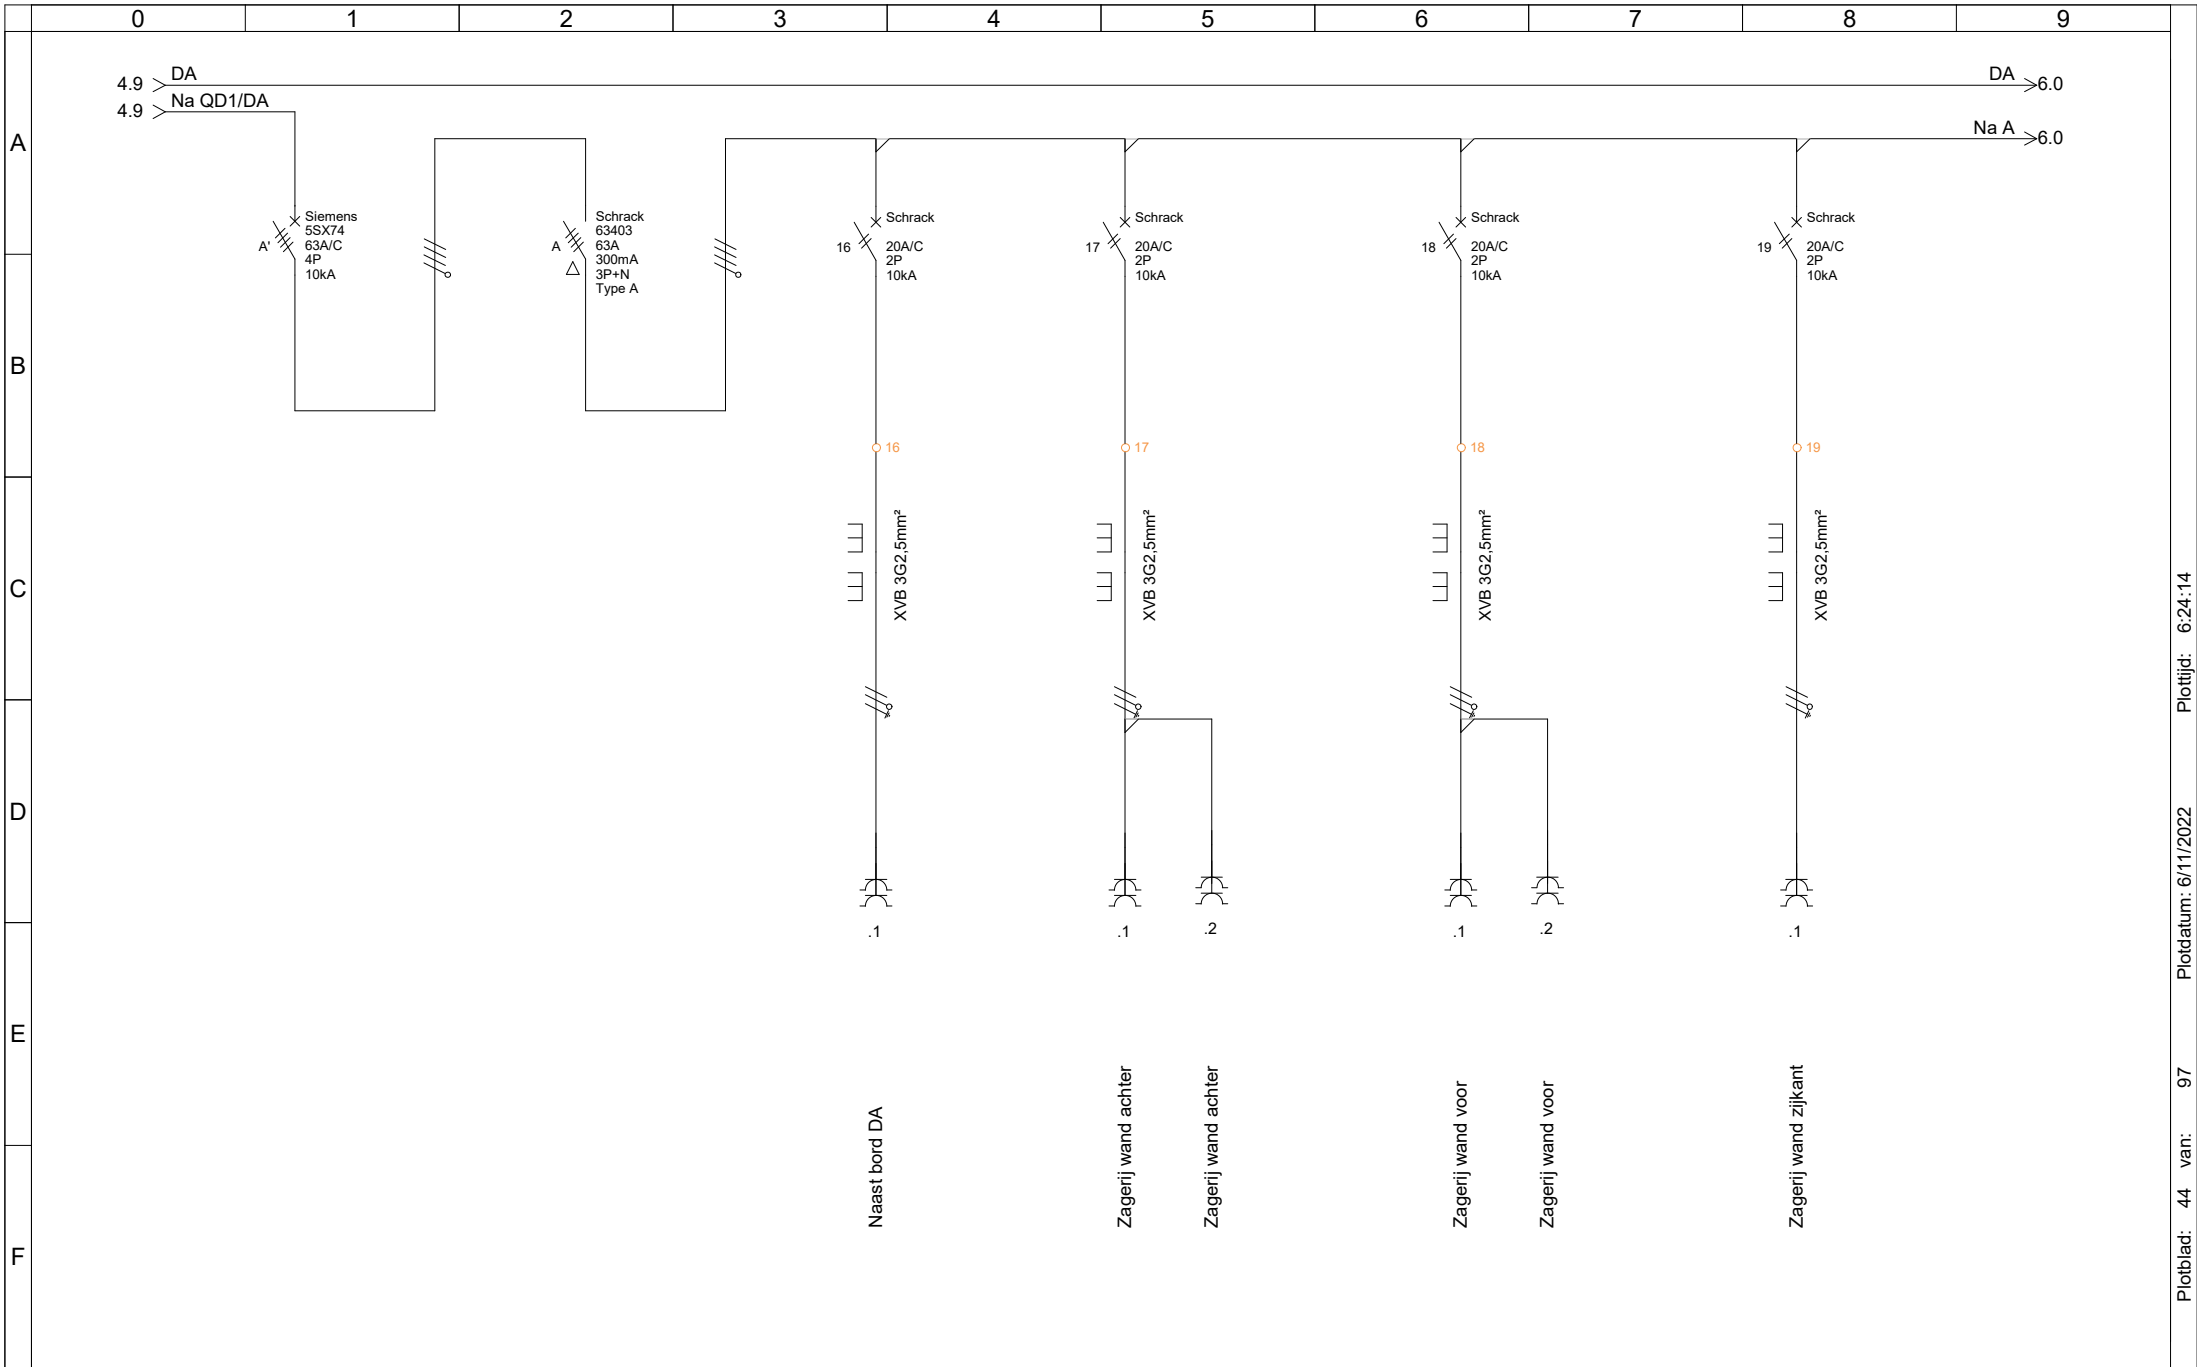 0 1 2 3 4 5 6 7 8 9
A
B
C
D
E
F
4.9 DA
DA 6.0
4.9 Na QD1/DA
Na A 6.0
A'
Siemens
5SX74
63A/C
4P
10kA
A
Schrack
63403
63A
300mA
3P+N
Type A
16
Schrack
20A/C
2P
10kA
17
Schrack
20A/C
2P
10kA
18
Schrack
20A/C
2P
10kA
19
Schrack
20A/C
2P
10kA
16
17
18
19
XVB 3G2,5mm²
XVB 3G2,5mm²
XVB 3G2,5mm²
XVB 3G2,5mm²
.1
.1
.2
.1
.2
.1
Naast bord DA
Zagerij wand achter
Zagerij wand achter
Zagerij wand voor
Zagerij wand voor
Zagerij wand zijkant
Plotblad: 44 van: 97 Plotdatum: 6/11/2022 Plottijd: 6:24:14